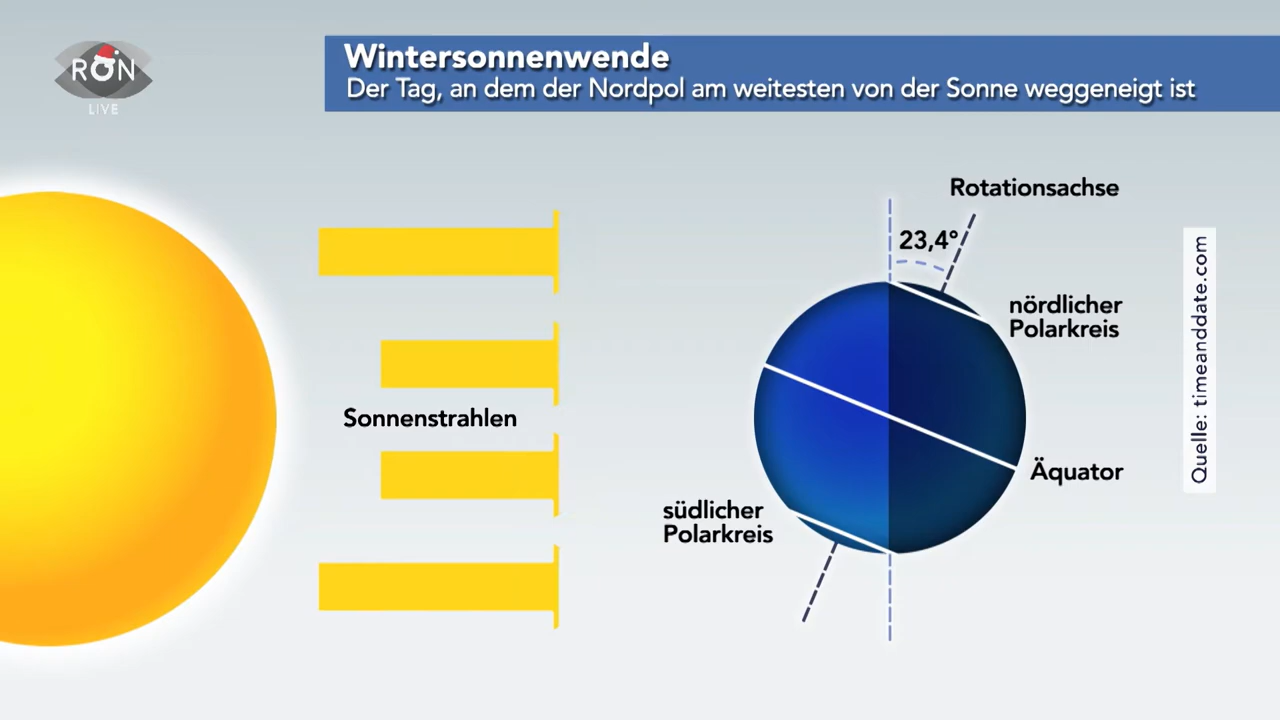 RON
LIVE
Wintersonnenwende
Der Tag, an dem der Nordpol am weitesten von der Sonne weggeneigt ist
Rotationsachse
23,4°
nördlicher
Polarkreis
Sonnenstrahlen
Äquator
südlicher
Polarkreis
Quelle: timeanddate.com